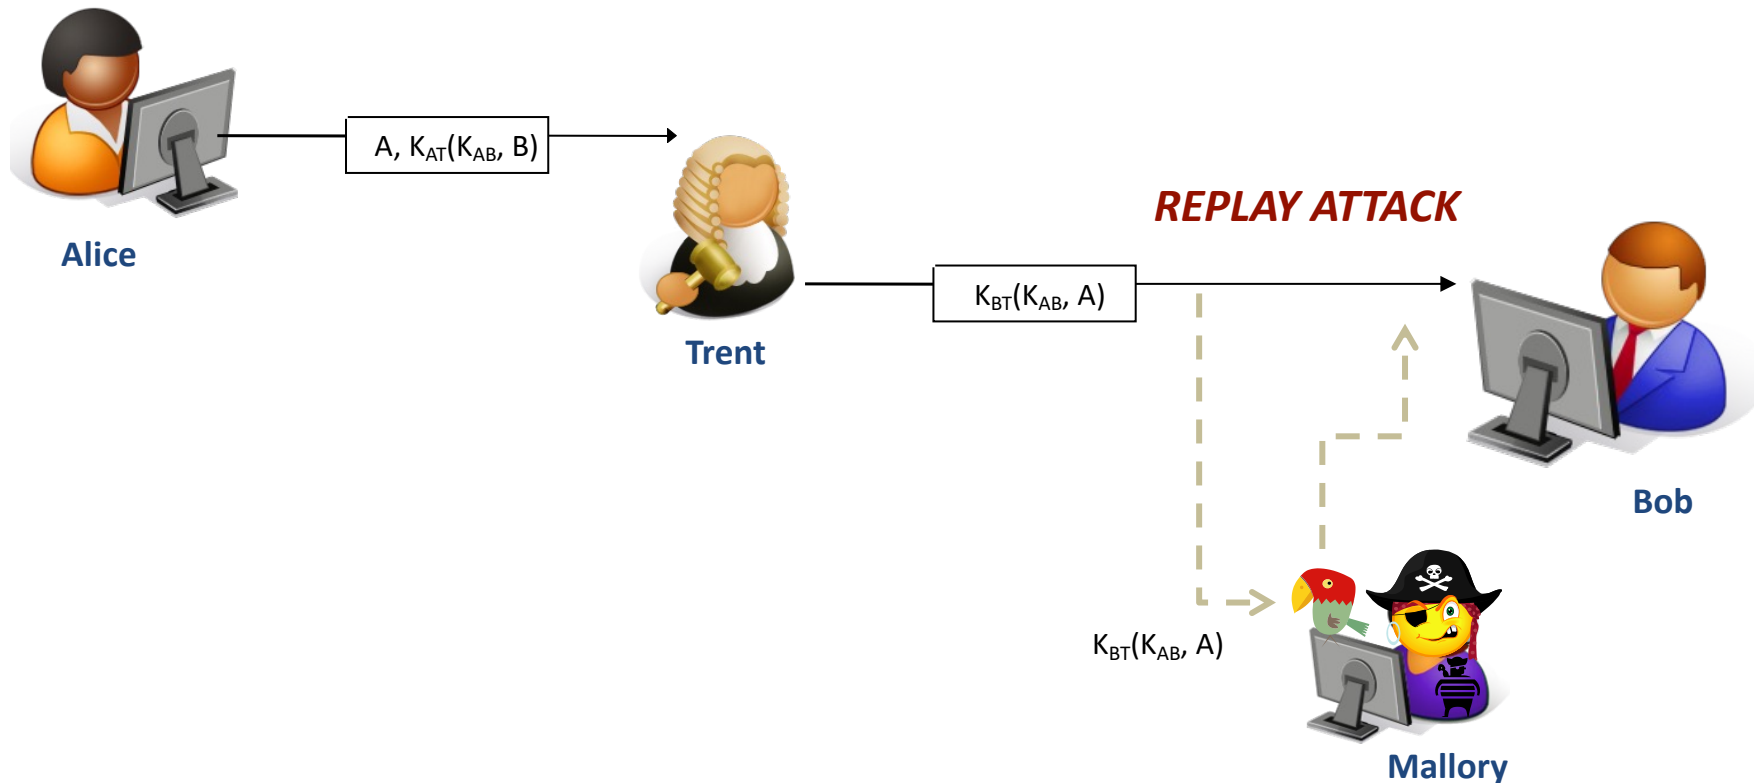 A, K_AT(K_AB, B)
Alice
REPLAY ATTACK
K_BT(K_AB, A)
Trent
Bob
K_BT(K_AB, A)
Mallory